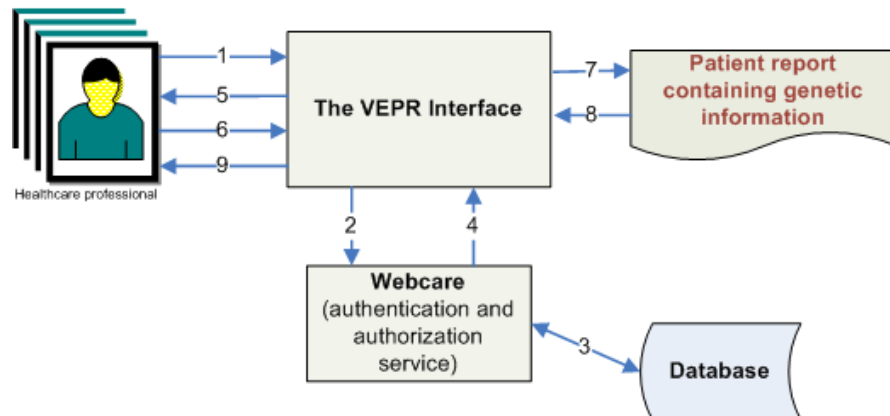 1
5
6
9
Healthcare professional
The VEPR Interface
7
8
Patient report
containing genetic
information
2
4
Webcare
(authentication and
authorization
service)
3
Database